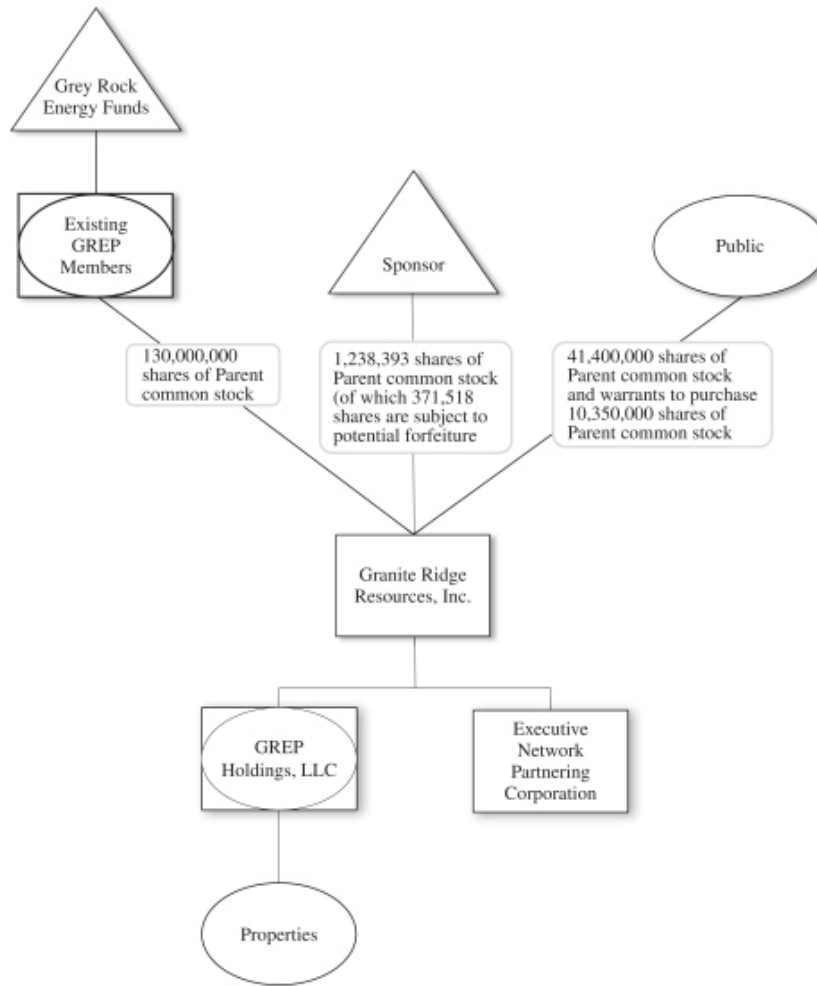 Grey Rock
Energy Funds
Existing
GREP
Members
Sponsor
Public
130,000,000
shares of Parent
common stock
1,238,393 shares of
Parent common stock
(of which 371,518
shares are subject to
potential forfeiture
41,400,000 shares of
Parent common stock
and warrants to purchase
10,350,000 shares of
Parent common stock
Granite Ridge
Resources, Inc.
GREP
Holdings, LLC
Executive
Network
Partnering
Corporation
Properties